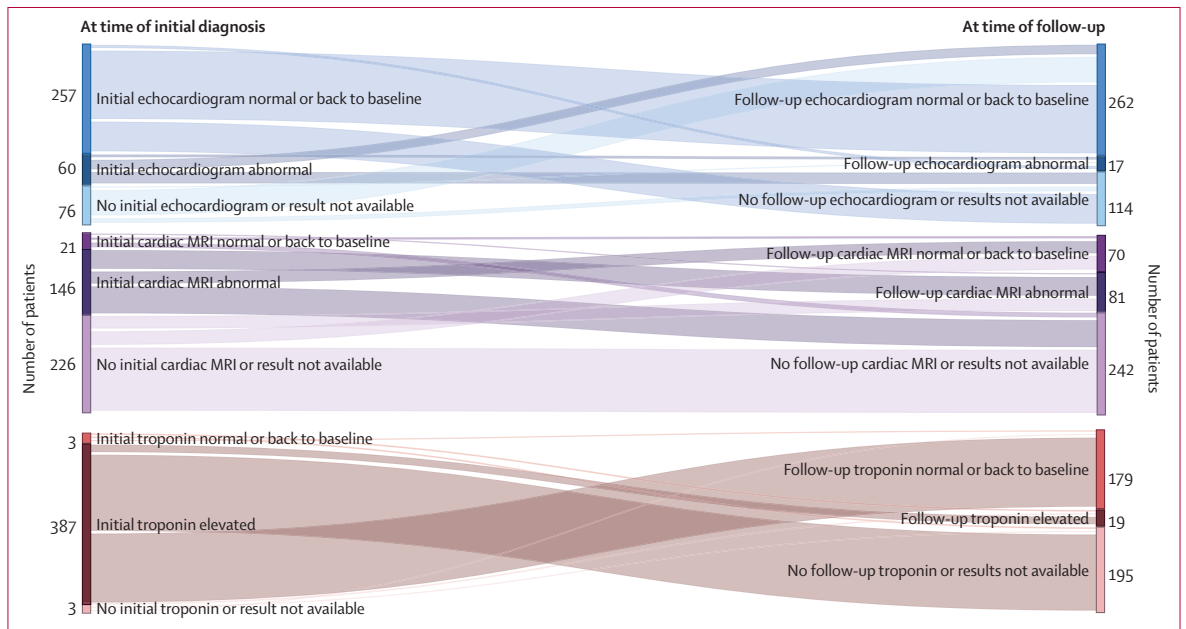 At time of initial diagnosis
At time of follow-up
257
Initial echocardiogram normal or back to baseline
Follow-up echocardiogram normal or back to baseline
262
60
Initial echocardiogram abnormal
Follow-up echocardiogram abnormal
17
76
No initial echocardiogram or result not available
No follow-up echocardiogram or results not available
114
21
Initial cardiac MRI normal or back to baseline
Follow-up cardiac MRI normal or back to baseline
70
146
Initial cardiac MRI abnormal
Follow-up cardiac MRI abnormal
81
Number of patients
Number of patients
226
No initial cardiac MRI or result not available
No follow-up cardiac MRI or results not available
242
3
Initial troponin normal or back to baseline
Follow-up troponin normal or back to baseline
179
387
Initial troponin elevated
Follow-up troponin elevated
19
3
No initial troponin or result not available
No follow-up troponin or results not available
195